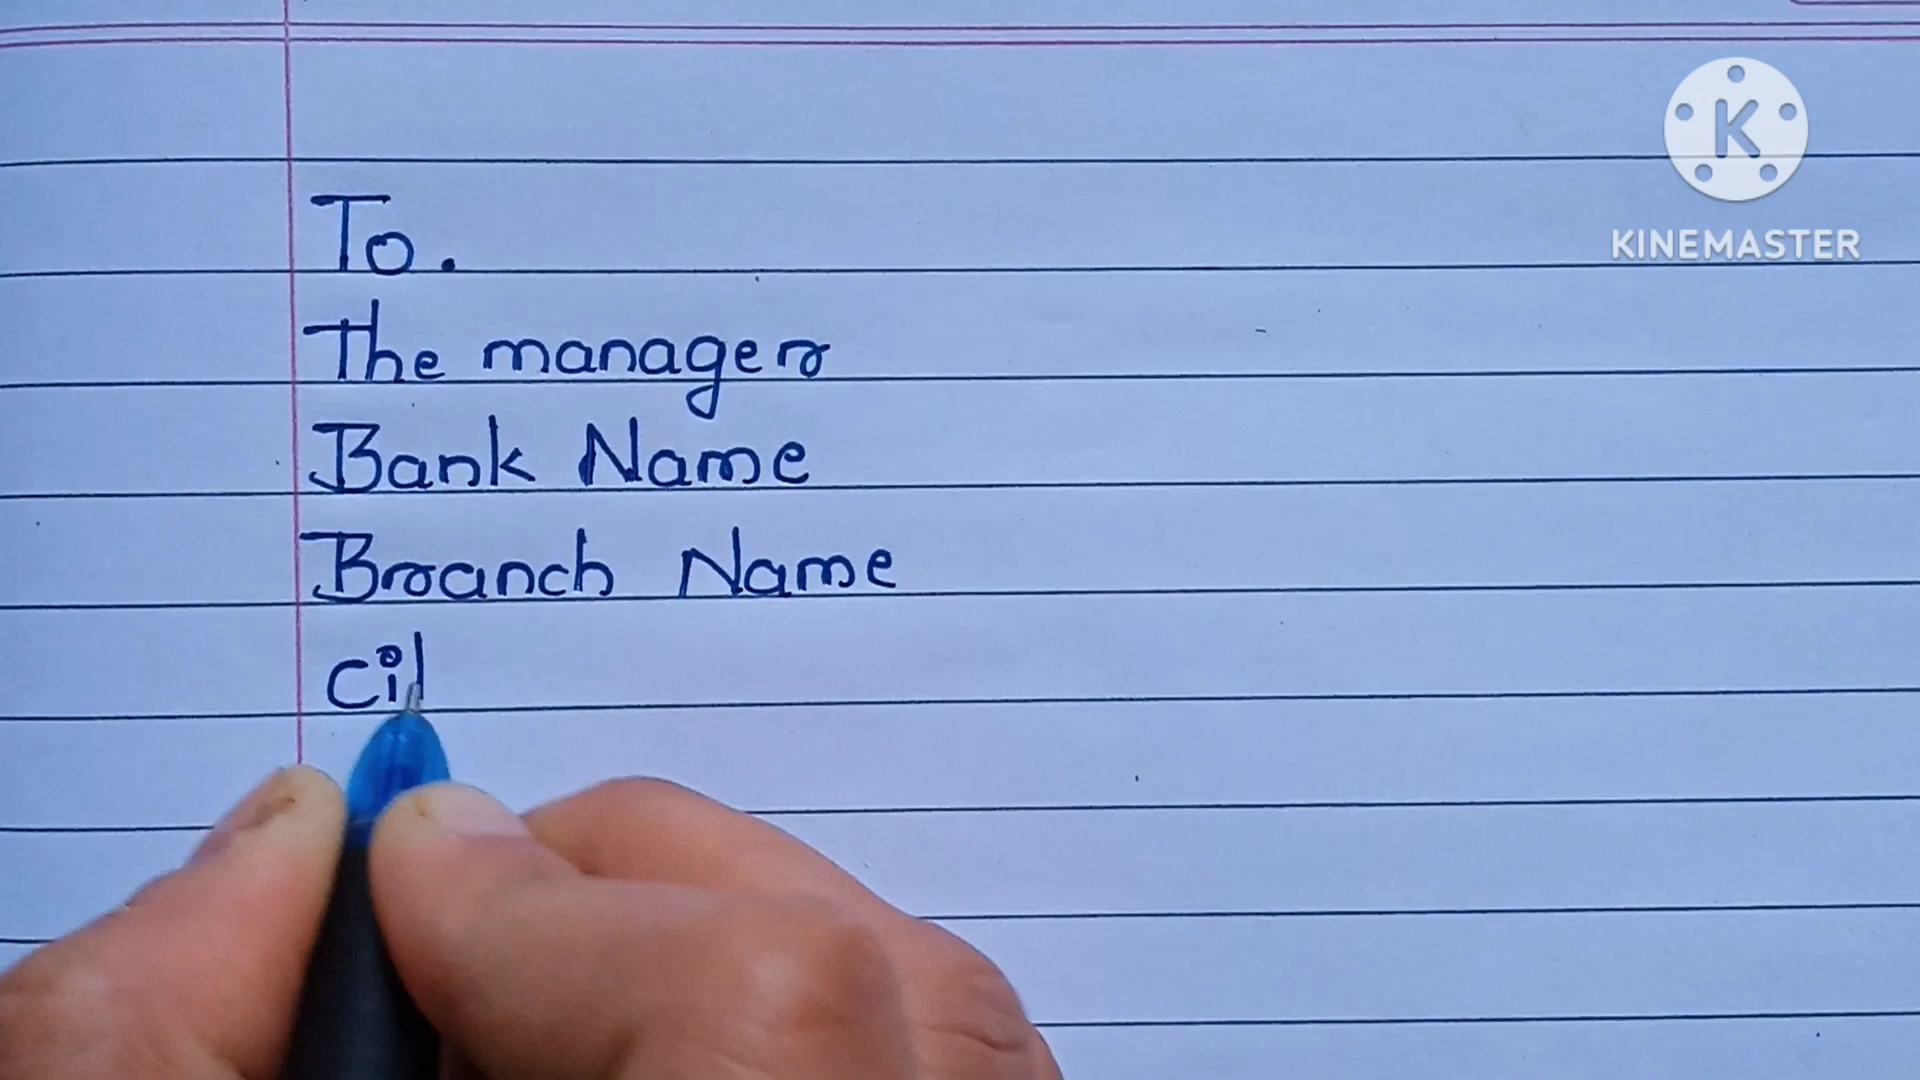 To.
The manager
Bank Name
Branch Name
K
KINEMASTER